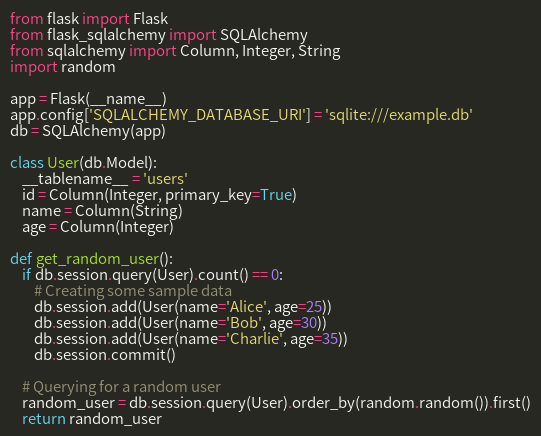 from flask import Flask
from flask_sqlalchemy import SQLAlchemy
from sqlalchemy import Column, Integer, String
import random

app = Flask(__name__)
app.config['SQLALCHEMY_DATABASE_URI'] = 'sqlite:///example.db'
db = SQLAlchemy(app)

class User(db.Model):
    __tablename__ = 'users'
    id = Column(Integer, primary_key=True)
    name = Column(String)
    age = Column(Integer)

def get_random_user():
    if db.session.query(User).count() == 0:
        # Creating some sample data
        db.session.add(User(name='Alice', age=25))
        db.session.add(User(name='Bob', age=30))
        db.session.add(User(name='Charlie', age=35))
        db.session.commit()

    # Querying for a random user
    random_user = db.session.query(User).order_by(random.random()).first()
    return random_user